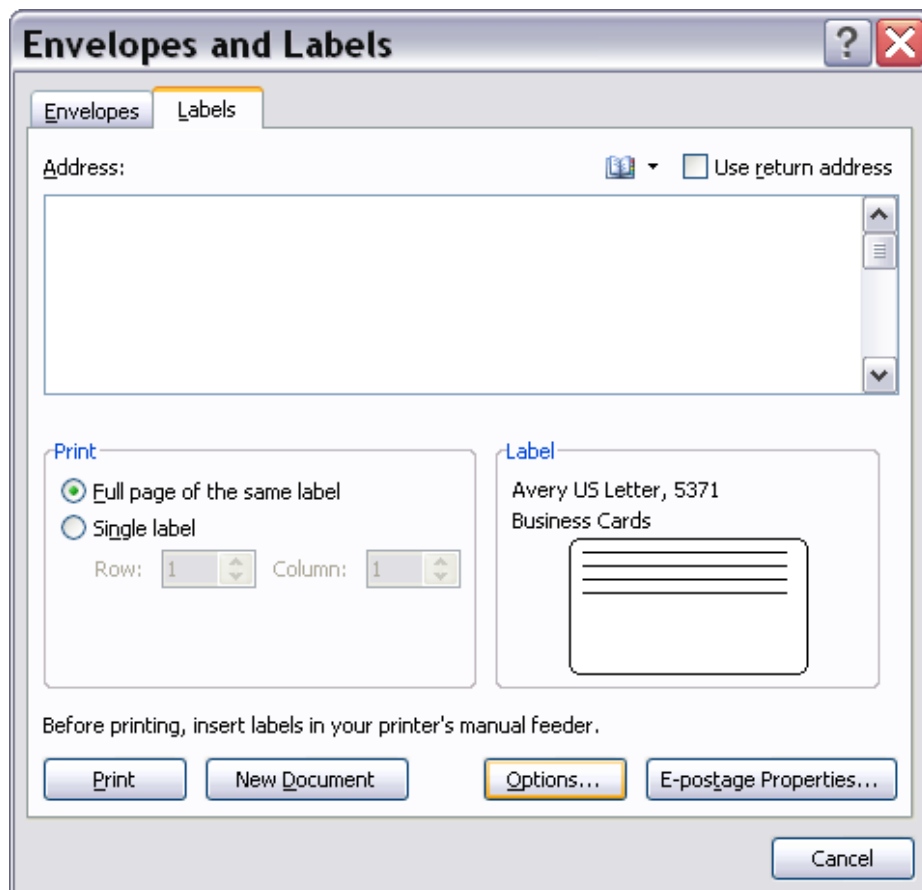 Envelopes and Labels
?
Envelopes
Labels
Address:
Use return address
Print
Full page of the same label
Single label
Row: 1 Column: 1
Label
Avery US Letter, 5371
Business Cards
Before printing, insert labels in your printer's manual feeder.
Print New Document Options... E-postage Properties...
Cancel